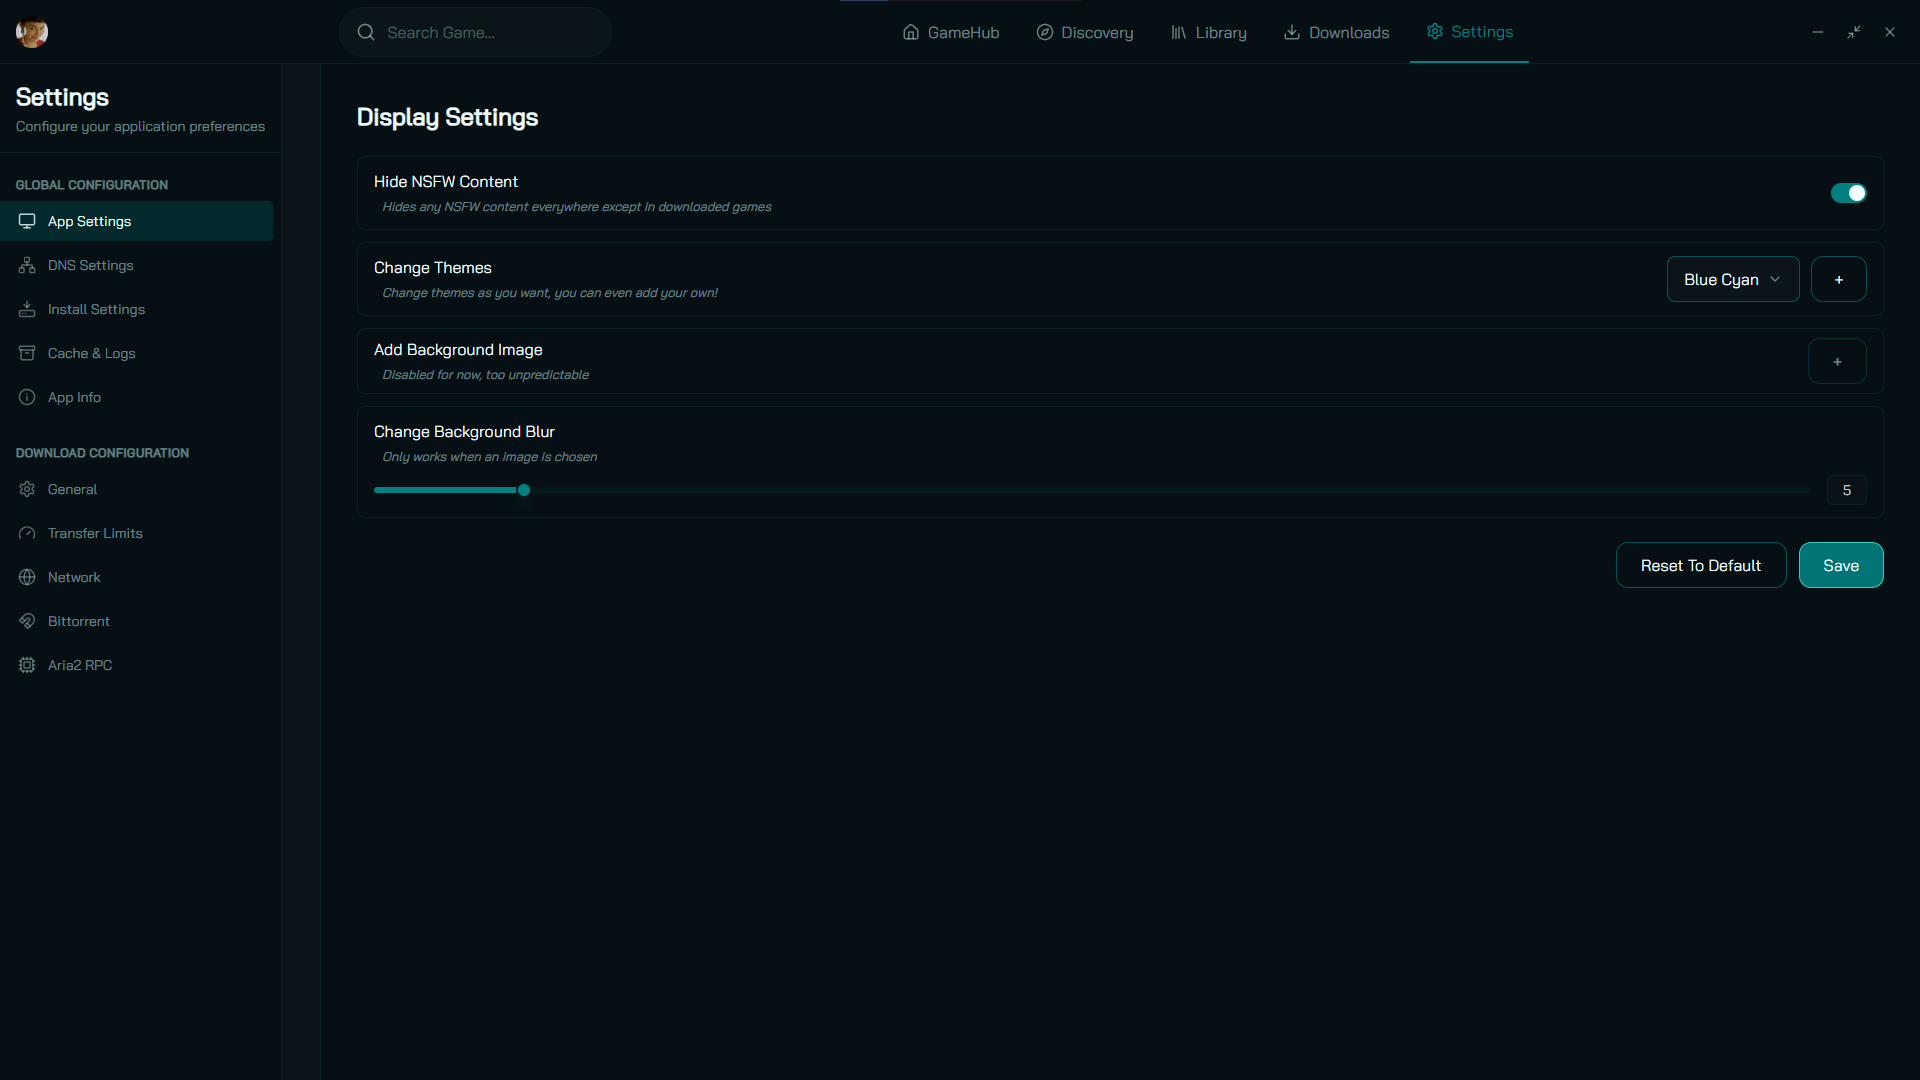 Search Game...
GameHub
Discovery
Library
Downloads
Settings
Settings
Configure your application preferences
GLOBAL CONFIGURATION
App Settings
DNS Settings
Install Settings
Cache & Logs
App Info
DOWNLOAD CONFIGURATION
General
Transfer Limits
Network
Bittorrent
Aria2 RPC
Display Settings
Hide NSFW Content
Hides any NSFW content everywhere except in downloaded games
Change Themes
Change themes as you want, you can even add your own!
Blue Cyan
+
Add Background Image
Disabled for now, too unpredictable
+
Change Background Blur
Only works when an image is chosen
5
Reset To Default
Save